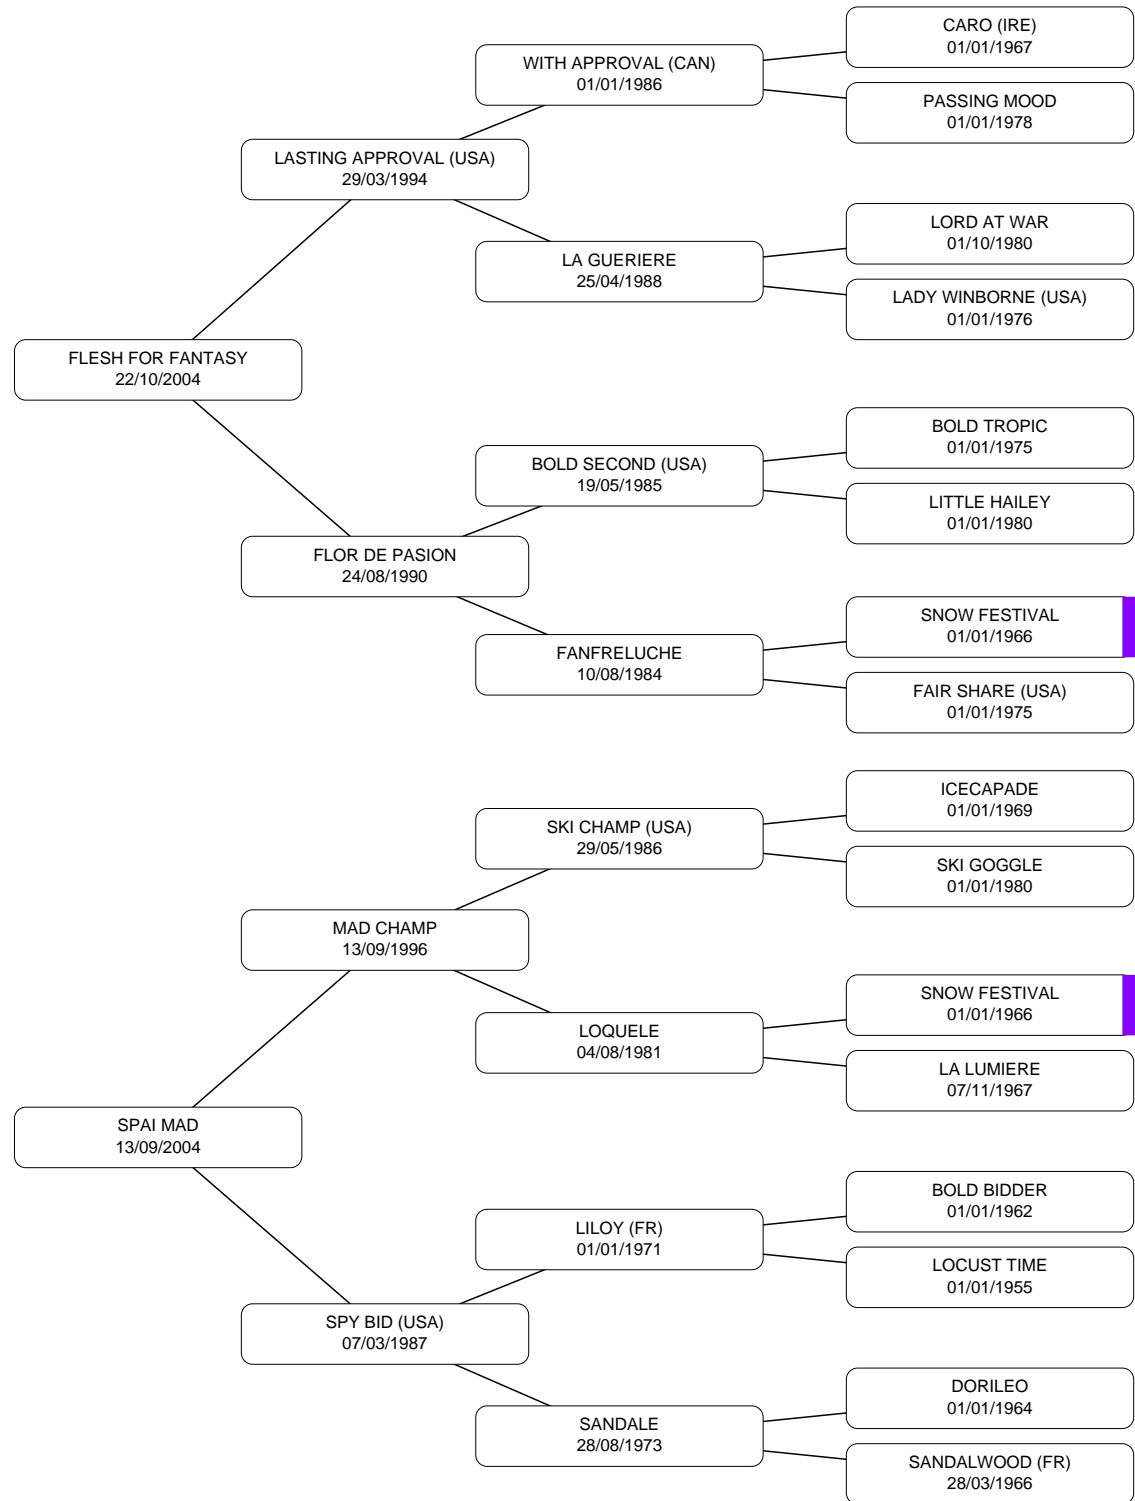 CARO (IRE)
01/01/1967
WITH APPROVAL (CAN)
01/01/1986
PASSING MOOD
01/01/1978
LASTING APPROVAL (USA)
29/03/1994
LORD AT WAR
01/10/1980
LA GUERIERE
25/04/1988
LADY WINBORNE (USA)
01/01/1976
FLESH FOR FANTASY
22/10/2004
BOLD TROPIC
01/01/1975
BOLD SECOND (USA)
19/05/1985
LITTLE HAILEY
01/01/1980
FLOR DE PASION
24/08/1990
SNOW FESTIVAL
01/01/1966
FANFRELUCHE
10/08/1984
FAIR SHARE (USA)
01/01/1975
ICECAPADE
01/01/1969
SKI CHAMP (USA)
29/05/1986
SKI GOGGLE
01/01/1980
MAD CHAMP
13/09/1996
SNOW FESTIVAL
01/01/1966
LOQUELE
04/08/1981
LA LUMIERE
07/11/1967
SPAI MAD
13/09/2004
BOLD BIDDER
01/01/1962
LILOY (FR)
01/01/1971
LOCUST TIME
01/01/1955
SPY BID (USA)
07/03/1987
DORILEO
01/01/1964
SANDALE
28/08/1973
SANDALWOOD (FR)
28/03/1966